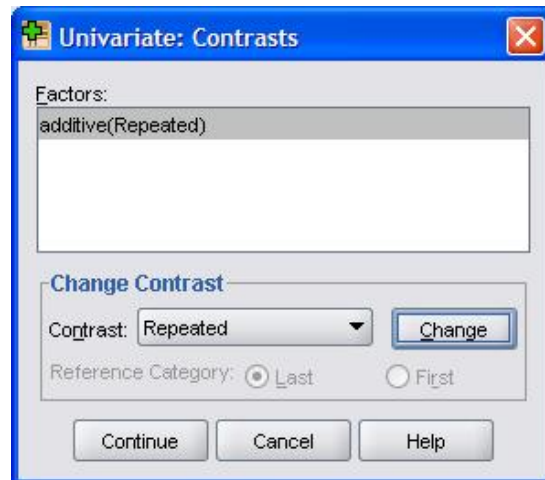 Univariate: Contrasts
Factors:
additive(Repeated)
Change Contrast
Contrast: Repeated Change
Reference Category: Last First
Continue Cancel Help